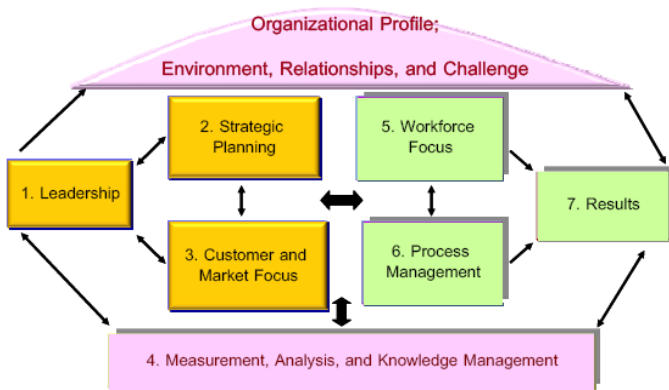 Organizational Profile;
Environment, Relationships, and Challenge
2. Strategic
Planning
5. Workforce
Focus
1. Leadership
7. Results
3. Customer and
Market Focus
6. Process
Management
4. Measurement, Analysis, and Knowledge Management